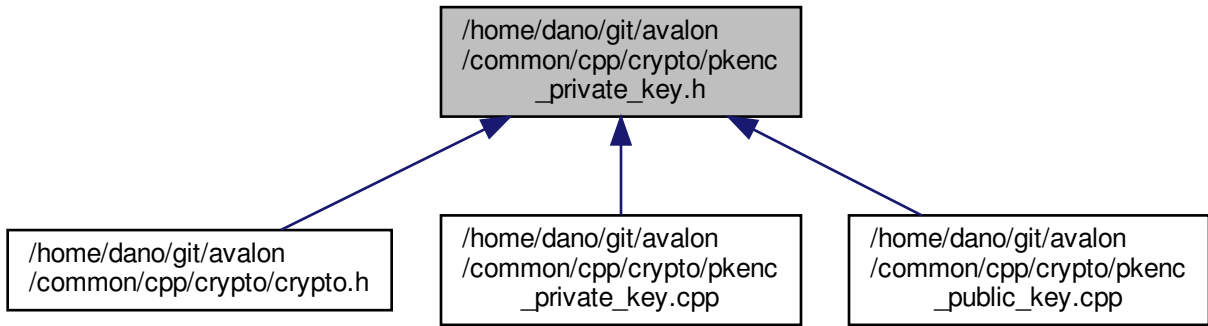 /home/dano/git/avalon
/common/cpp/crypto/pkenc
_private_key.h
/home/dano/git/avalon
/common/cpp/crypto/crypto.h
/home/dano/git/avalon
/common/cpp/crypto/pkenc
_private_key.cpp
/home/dano/git/avalon
/common/cpp/crypto/pkenc
_public_key.cpp